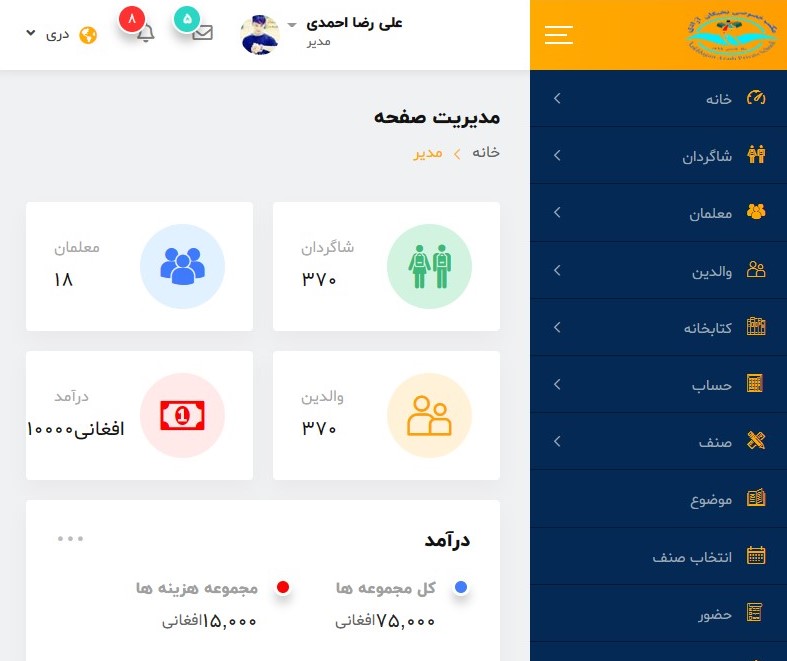 علی رضا احمدی
مدیر
۵
۸
دری
خانه
شاگردان
معلمان
والدین
کتابخانه
حساب
صنف
موضوع
انتخاب صنف
حضور
مدیریت صفحه
خانه
مدیر
شاگردان
۳۷۰
معلمان
۱۸
والدین
۳۷۰
درآمد
افغانی۱۰۰۰۰
درآمد
کل مجموعه ها
۷۵,۰۰۰افغانی
مجموعه هزینه ها
۱۵,۰۰۰افغانی